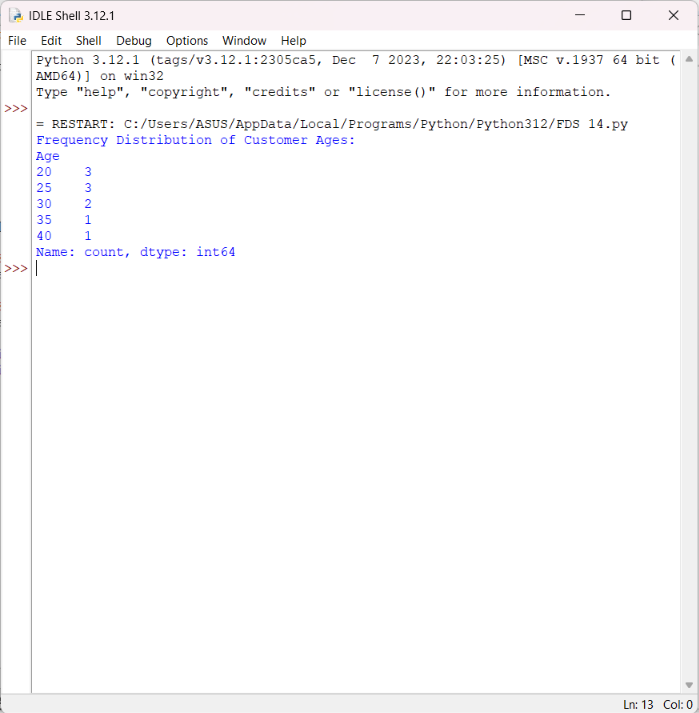 IDLE Shell 3.12.1
File Edit Shell Debug Options Window Help
Python 3.12.1 (tags/v3.12.1:2305ca5, Dec  7 2023, 22:03:25) [MSC v.1937 64 bit (
AMD64)] on win32
Type "help", "copyright", "credits" or "license()" for more information.
>>>
= RESTART: C:/Users/ASUS/AppData/Local/Programs/Python/Python312/FDS 14.py
Frequency Distribution of Customer Ages:
Age
20    3
25    3
30    2
35    1
40    1
Name: count, dtype: int64
>>>
Ln: 13 Col: 0